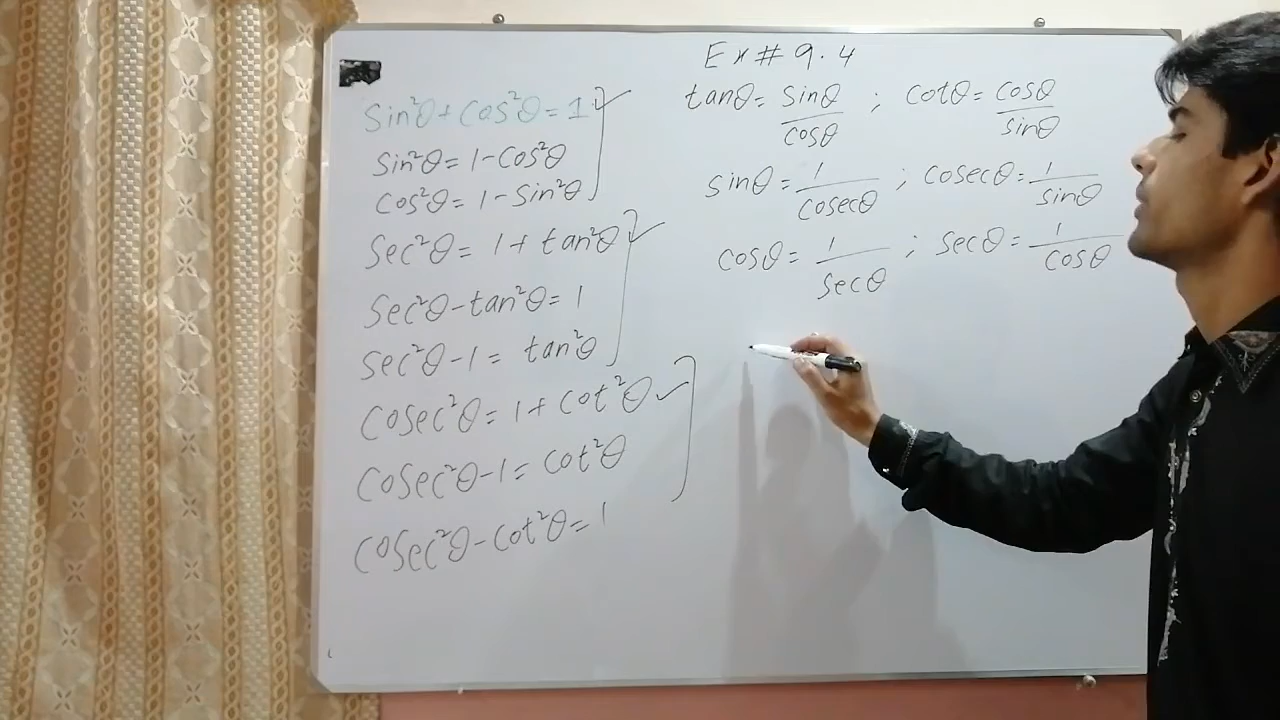 Ex # 9.4
Sin²θ + Cos²θ = 1
Sin²θ = 1 - Cos²θ
Cos²θ = 1 - Sin²θ
Sec²θ = 1 + tan²θ
Sec²θ - tan²θ = 1
Sec²θ - 1 = tan²θ
Cosec²θ = 1 + Cot²θ
Cosec²θ - 1 = Cot²θ
Cosec²θ - Cot²θ = 1
tanθ = sinθ/cosθ ; cotθ = cosθ/sinθ
sinθ = 1/cosecθ ; cosecθ = 1/sinθ
cosθ = 1/secθ ; secθ = 1/cosθ